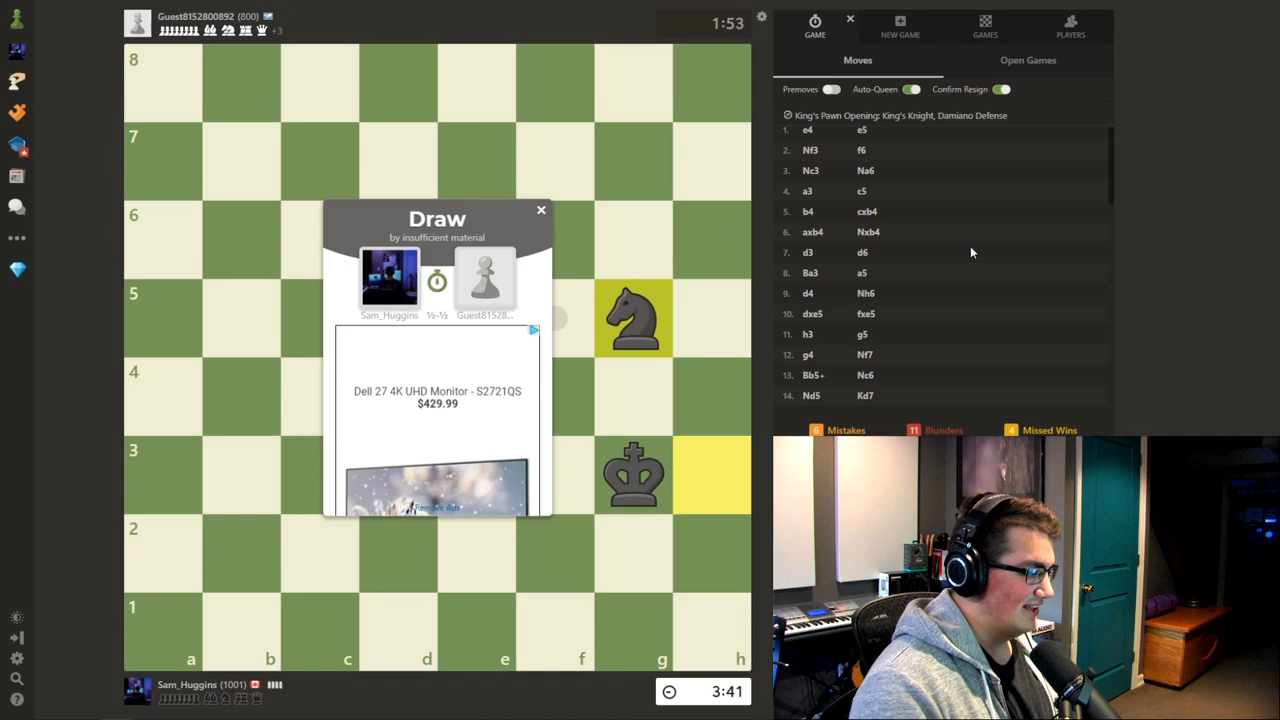 Guest8152800892 (800)
+3
1:53
GAME
NEW GAME
GAMES
PLAYERS
Moves
Open Games
Premoves
Auto-Queen
Confirm Resign
King's Pawn Opening: King's Knight, Damiano Defense
1. e4 e5
2. Nf3 f6
3. Nc3 Na6
4. a3 c5
5. b4 cxb4
6. axb4 Nxb4
7. d3 d6
8. Ba3 a5
9. d4 Nh6
10. dxe5 fxe5
11. h3 g5
12. g4 Nf7
13. Bb5+ Nc6
14. Nd5 Kd7
6 Mistakes
11 Blunders
4 Missed Wins
8
7
6
5
4
3
2
1
a b c d e f g h
Draw
by insufficient material
Sam_Huggins ½-½ Guest81528...
Dell 27 4K UHD Monitor - S2721QS
$429.99
Remove Ads
Sam_Huggins (1001)
3:41